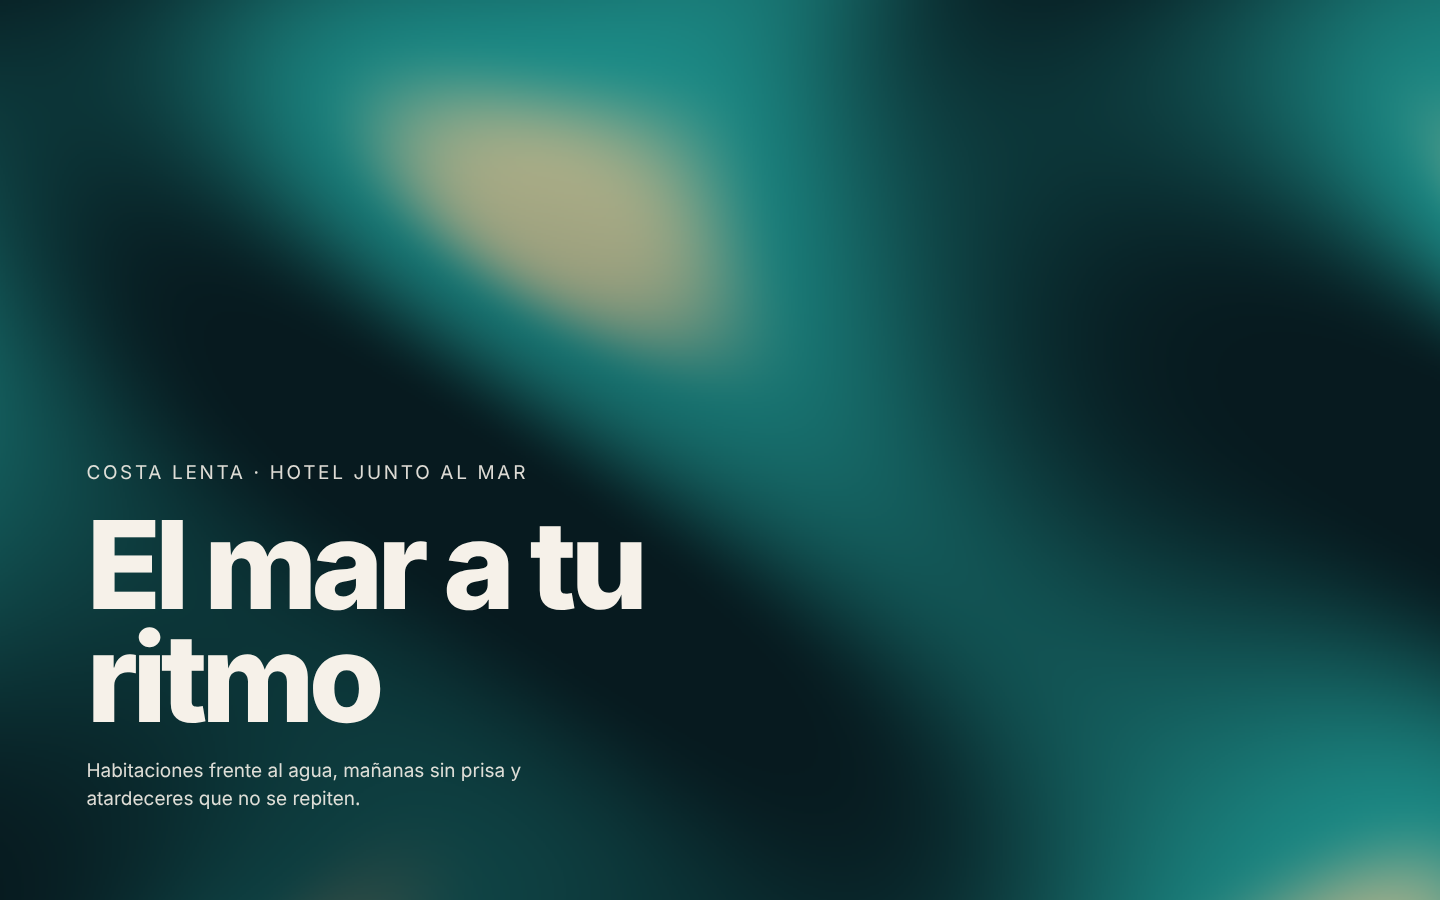 COSTA LENTA · HOTEL JUNTO AL MAR
El mar a tu
ritmo
Habitaciones frente al agua, mañanas sin prisa y
atardeceres que no se repiten.